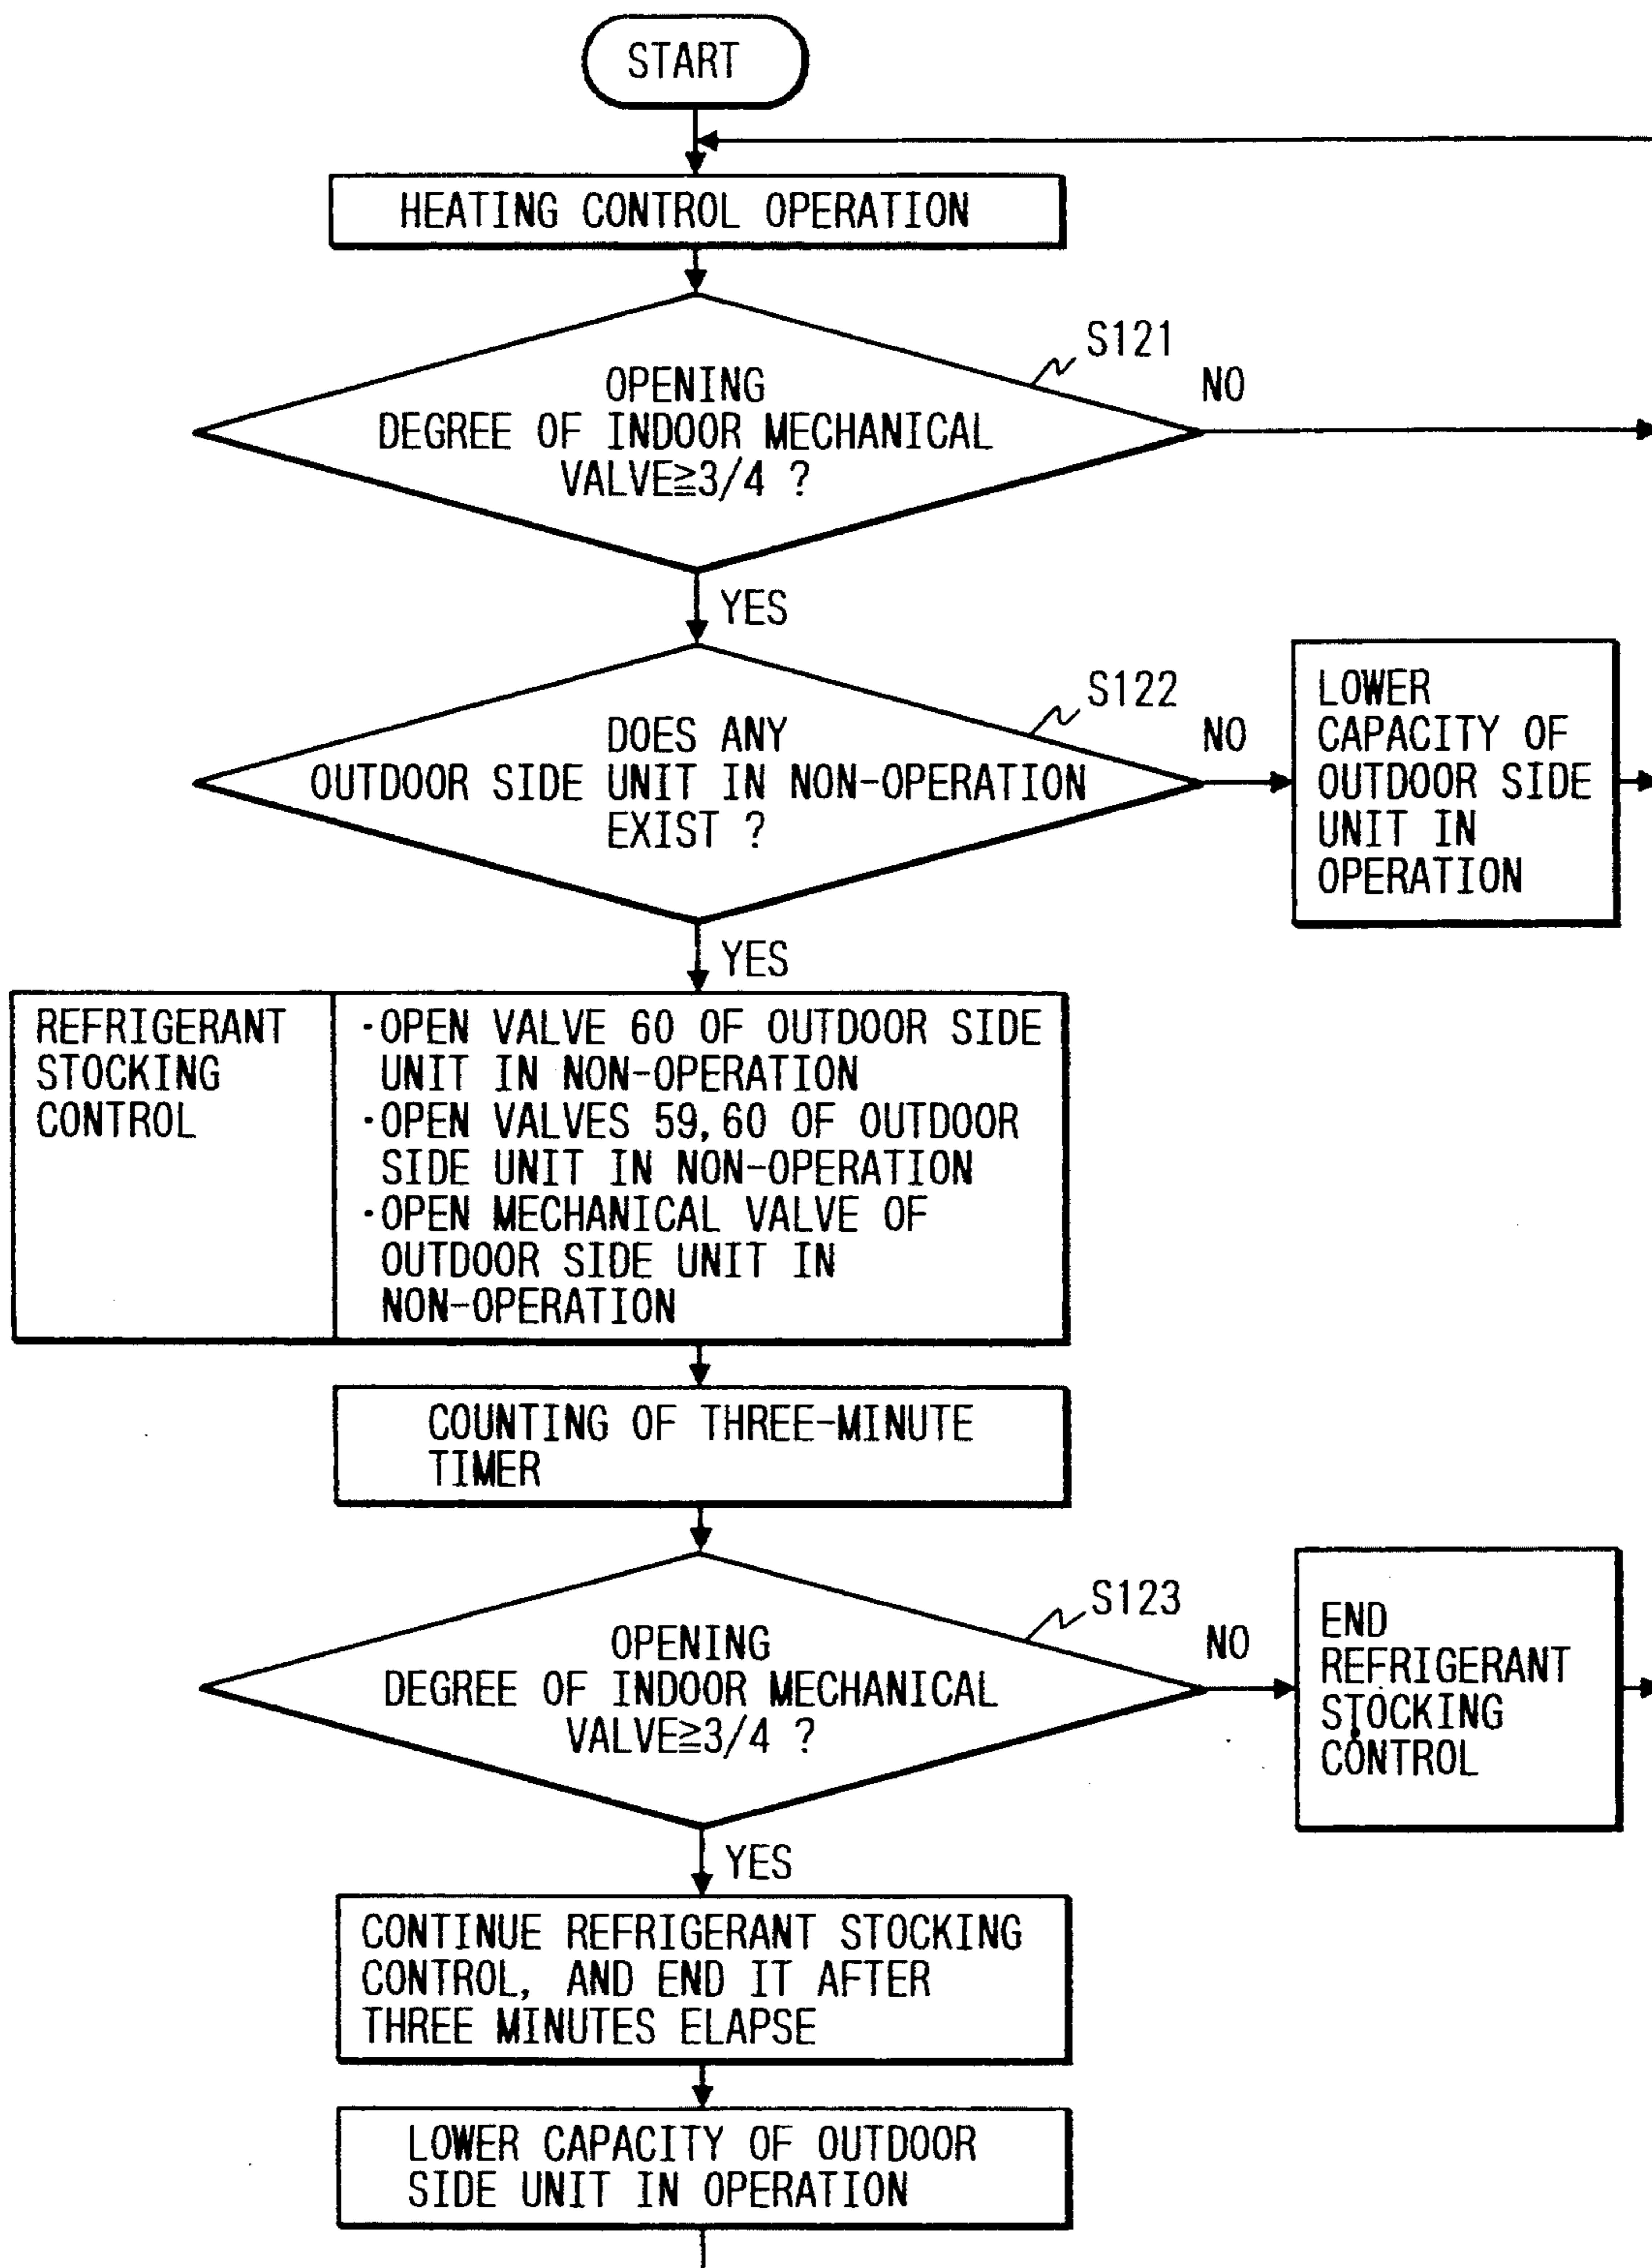 START
HEATING CONTROL OPERATION
S121
OPENING
DEGREE OF INDOOR MECHANICAL
VALVE≧3/4 ?
NO
YES
S122
DOES ANY
OUTDOOR SIDE UNIT IN NON-OPERATION
EXIST ?
NO
LOWER
CAPACITY OF
OUTDOOR SIDE
UNIT IN
OPERATION
YES
REFRIGERANT
STOCKING
CONTROL
·OPEN VALVE 60 OF OUTDOOR SIDE
UNIT IN NON-OPERATION
·OPEN VALVES 59,60 OF OUTDOOR
SIDE UNIT IN NON-OPERATION
·OPEN MECHANICAL VALVE OF
OUTDOOR SIDE UNIT IN
NON-OPERATION
COUNTING OF THREE-MINUTE
TIMER
S123
OPENING
DEGREE OF INDOOR MECHANICAL
VALVE≧3/4 ?
NO
END
REFRIGERANT
STOCKING
CONTROL
YES
CONTINUE REFRIGERANT STOCKING
CONTROL, AND END IT AFTER
THREE MINUTES ELAPSE
LOWER CAPACITY OF OUTDOOR
SIDE UNIT IN OPERATION